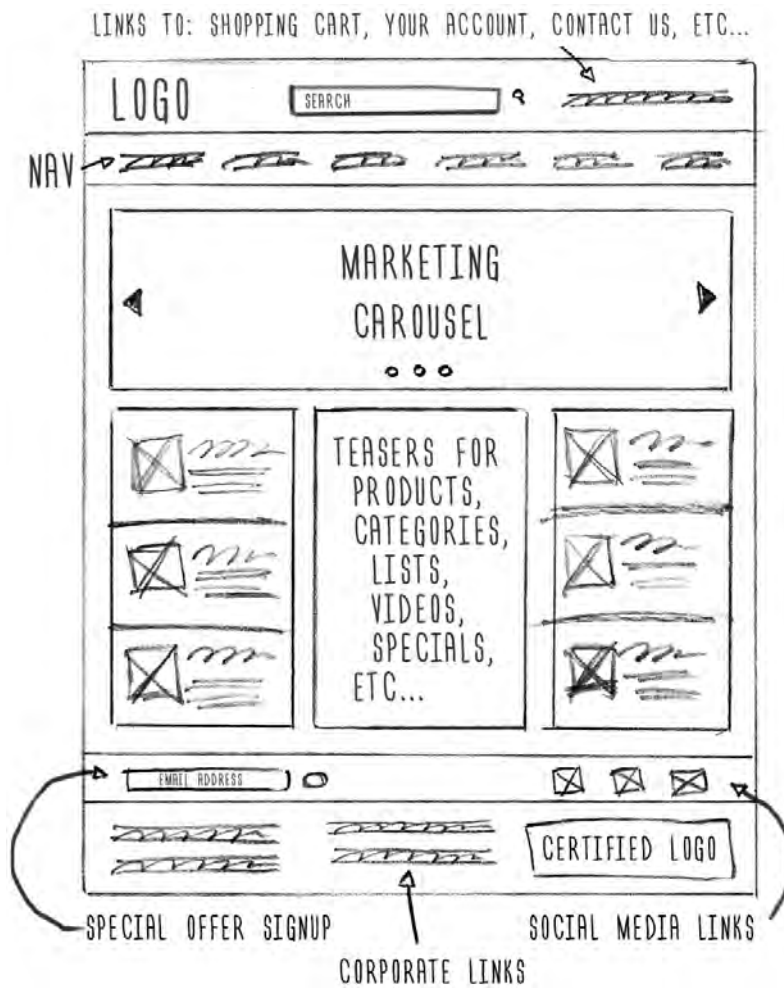 LINKS TO: SHOPPING CART, YOUR ACCOUNT, CONTACT US, ETC...
LOGO
SEARCH
NAV
MARKETING
CAROUSEL
TEASERS FOR
PRODUCTS,
CATEGORIES,
LISTS,
VIDEOS,
SPECIALS,
ETC...
EMAIL ADDRESS
CERTIFIED LOGO
SPECIAL OFFER SIGNUP
SOCIAL MEDIA LINKS
CORPORATE LINKS